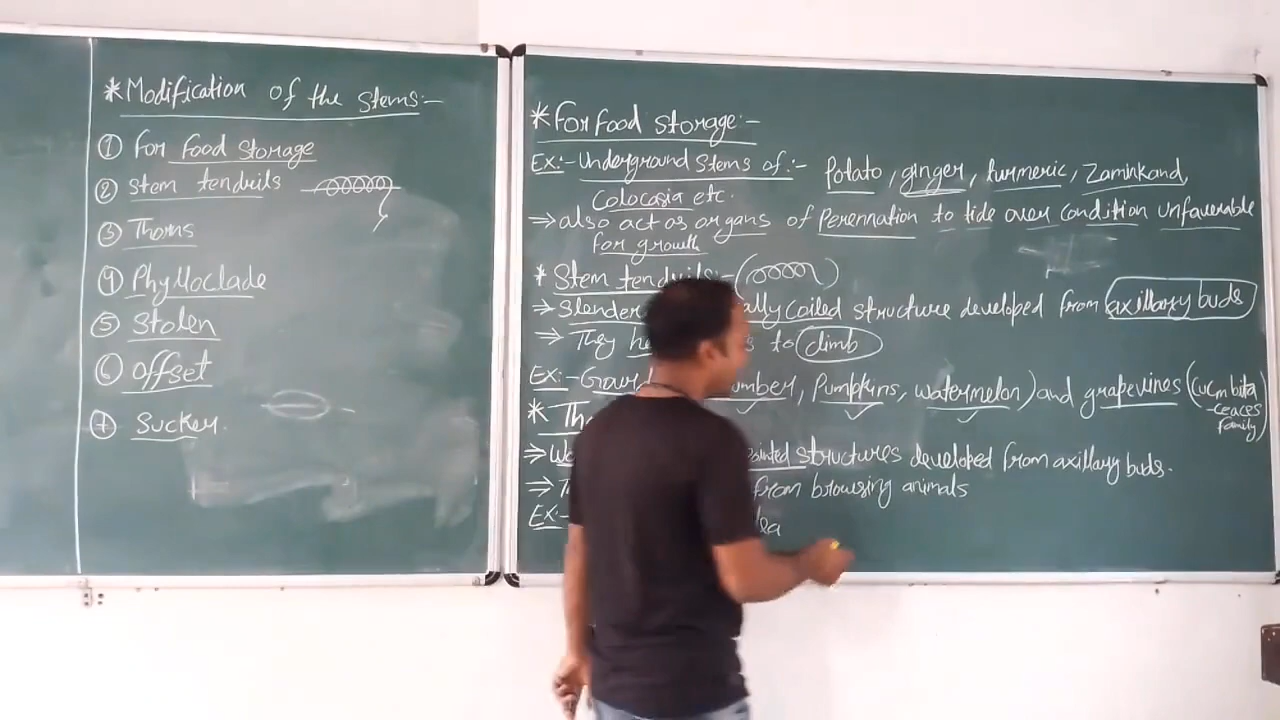 *Modification of the Stems:-
① For Food Storage
② Stem tendrils
③ Thorns
④ Phylloclade
⑤ Stolen
⑥ offset
⑦ Sucker.
*For food Storage:-
Ex:- Underground Stems of:- Potato, ginger, turmeric, Zaminkand,
Colocasia etc.
⇒ also act as organs of Perennation to tide over Condition Unfaverable
for growth
* Stem tendrils:-
⇒ Slender ally Coiled structure developed from axillary buds
⇒ They to climb
Ex:- umber, Pumpkins, watermelon) and grapevines (cucmbita
-ceaces
family)
* Th
⇒ ointed structures developed from axillary buds.
⇒ from browsing animals
Ex:-